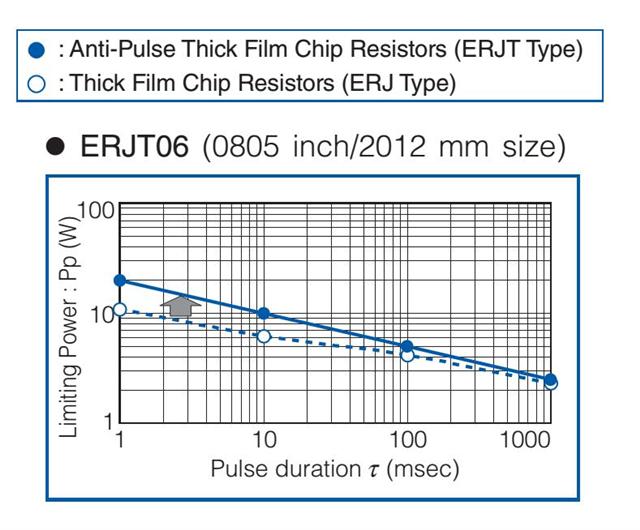 ● : Anti-Pulse Thick Film Chip Resistors (ERJT Type)
○ : Thick Film Chip Resistors (ERJ Type)
● ERJT06 (0805 inch/2012 mm size)
Limiting Power : Pp (W)
100
10
1
1 10 100 1000
Pulse duration τ (msec)